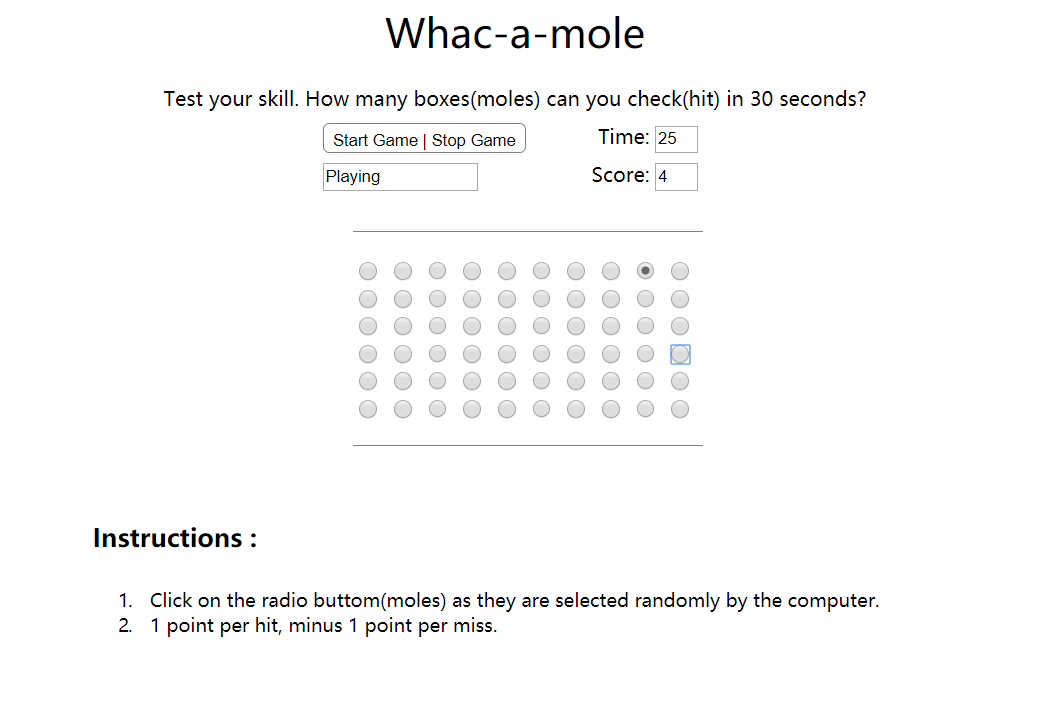 Whac-a-mole
Test your skill. How many boxes(moles) can you check(hit) in 30 seconds?
Start Game | Stop Game Time: 25
Playing Score: 4
Instructions :
1. Click on the radio buttom(moles) as they are selected randomly by the computer.
2. 1 point per hit, minus 1 point per miss.